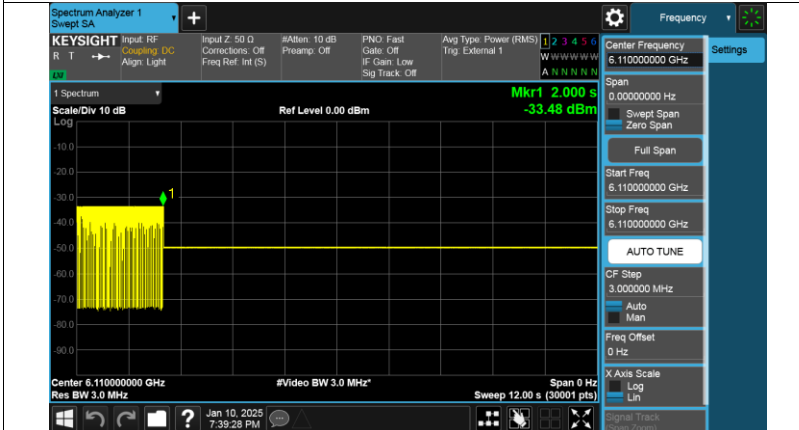 Spectrum Analyzer 1
Swept SA
+
Frequency
KEYSIGHT
R T
LXI
Input: RF
Coupling: DC
Align: Light
Input Z: 50 Ω
Corrections: Off
Freq Ref: Int (S)
#Atten: 10 dB
Preamp: Off
PNO: Fast
Gate: Off
IF Gain: Low
Sig Track: Off
Avg Type: Power (RMS)
Trig: External 1
1 2 3 4 5 6
W W W W W W
A N N N N N
1 Spectrum
Scale/Div 10 dB
Ref Level 0.00 dBm
Mkr1 2.000 s
-33.48 dBm
Log
1
-10.0
-20.0
-30.0
-40.0
-50.0
-60.0
-70.0
-80.0
-90.0
Center 6.110000000 GHz
Res BW 3.0 MHz
#Video BW 3.0 MHz*
Span 0 Hz
Sweep 12.00 s (30001 pts)
Center Frequency
6.110000000 GHz
Settings
Span
0.00000000 Hz
Swept Span
Zero Span
Full Span
Start Freq
6.110000000 GHz
Stop Freq
6.110000000 GHz
AUTO TUNE
CF Step
3.000000 MHz
Auto
Man
Freq Offset
0 Hz
X Axis Scale
Log
Lin
Signal Track
(Span Zoom)
?
Jan 10, 2025
7:39:28 PM